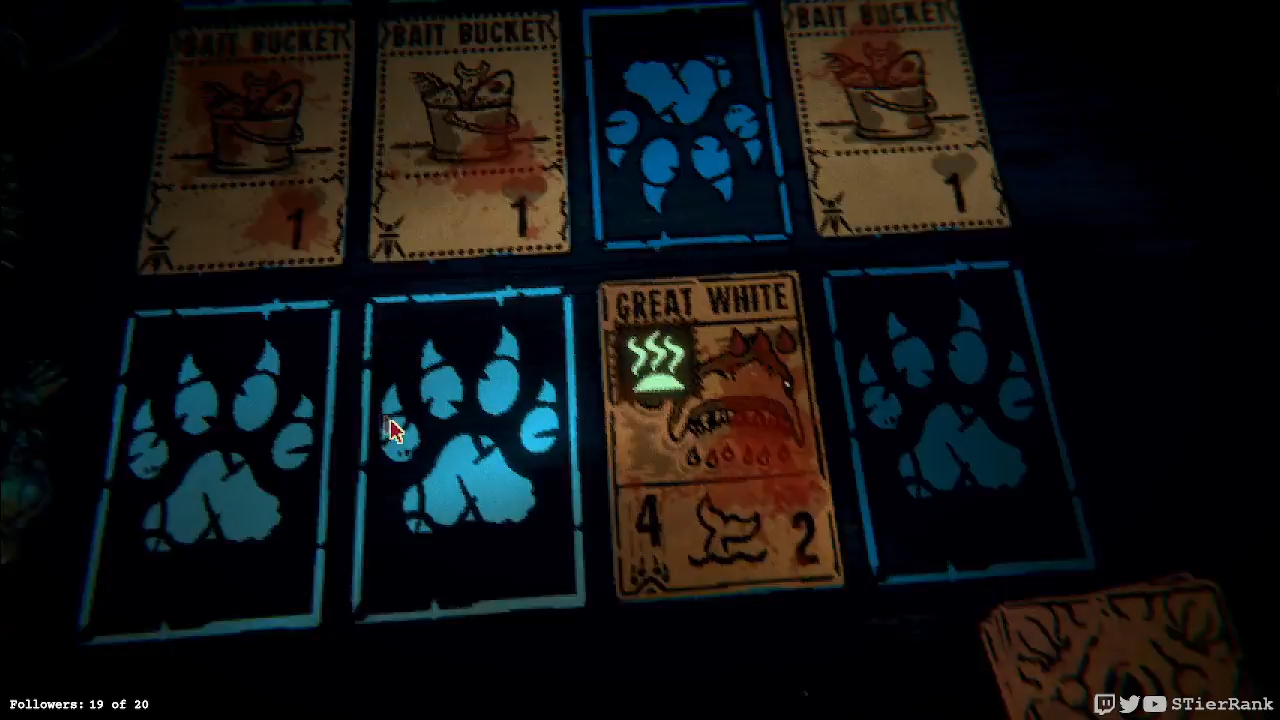 BAIT BUCKET
BAIT BUCKET
BAIT BUCKET
1
1
1
GREAT WHITE
4
2
Followers: 19 of 20
STierRank